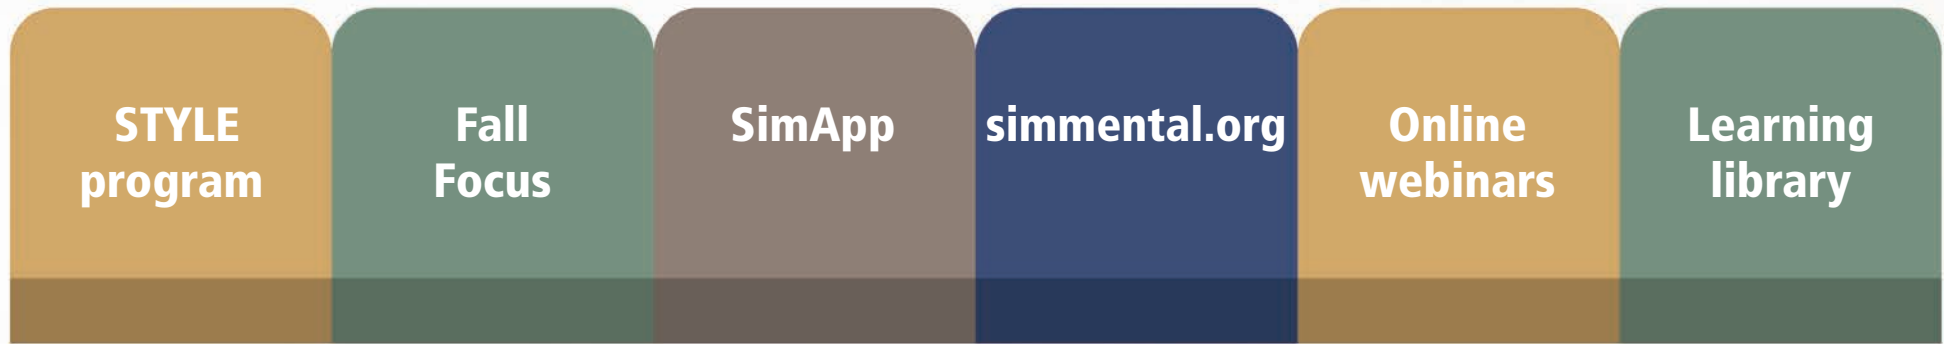 STYLE
program
Fall
Focus
SimApp
simmental.org
Online
webinars
Learning
library